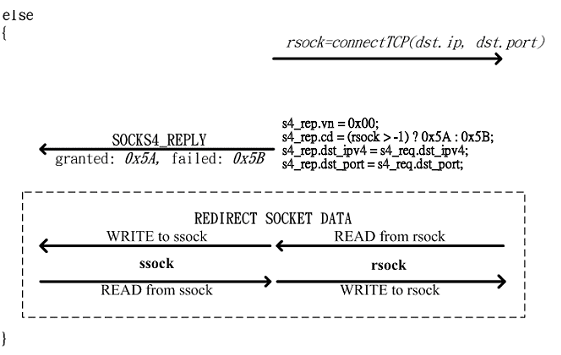 else
{
rsock=connectTCP(dst.ip, dst.port)
s4_rep.vn = 0x00;
s4_rep.cd = (rsock > -1) ? 0x5A : 0x5B;
s4_rep.dst_ipv4 = s4_req.dst_ipv4;
s4_rep.dst_port = s4_req.dst_port;
SOCKS4_REPLY
granted: 0x5A, failed: 0x5B
REDIRECT SOCKET DATA
WRITE to ssock READ from rsock
ssock rsock
READ from ssock WRITE to rsock
}